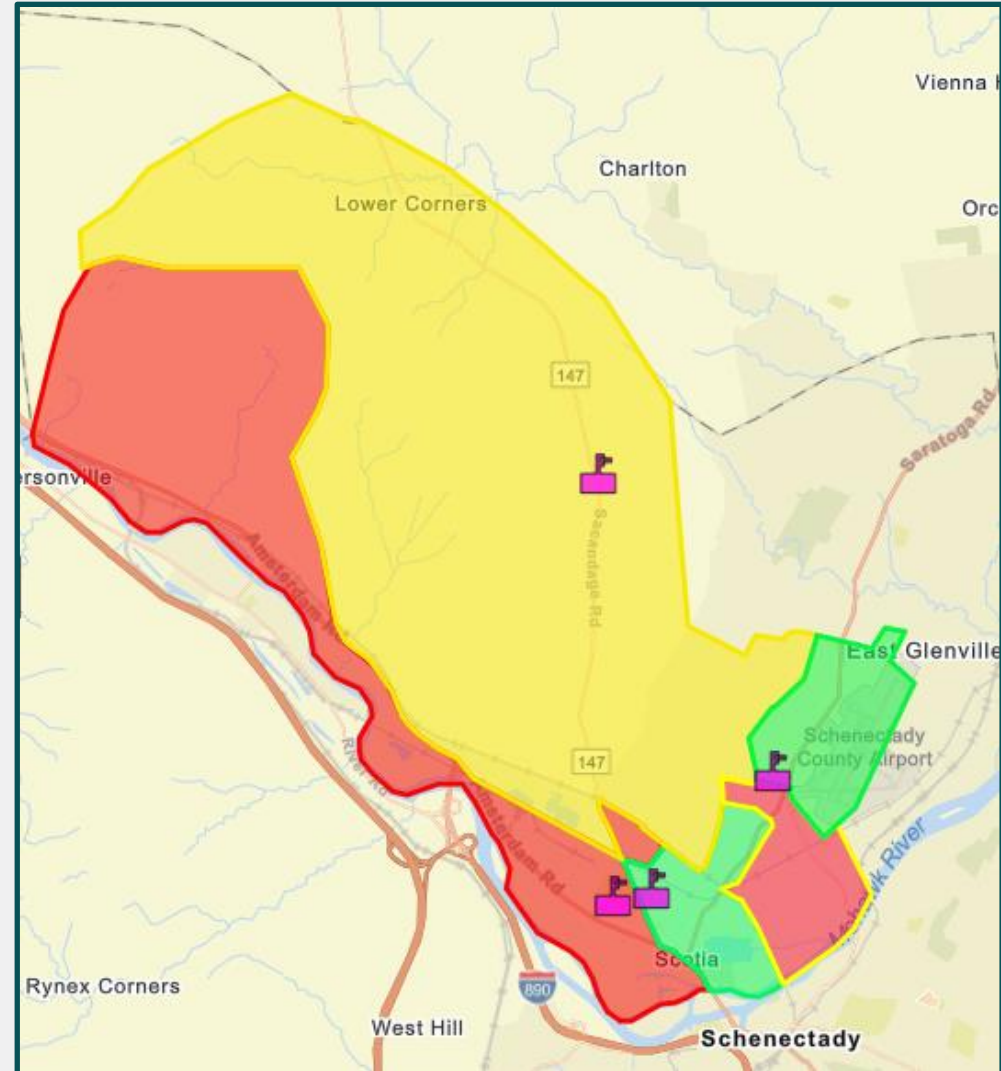 Vienna H
Charlton
Lower Corners
Orc
147
Saratoga Rd
ersonville
Sacandaga Rd
Amsterdam Rd
East Glenville
Schenectady
County Airport
147
River Rd
Amsterdam Rd
Mohawk River
Scotia
Rynex Corners
890
West Hill
Schenectady